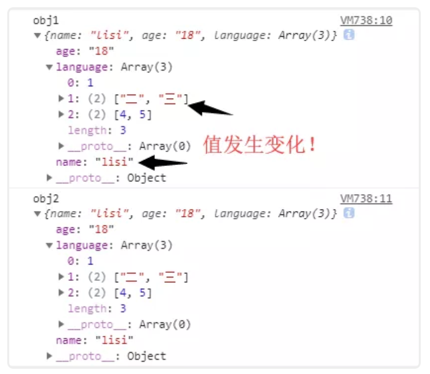 obj1 VM738:10
▼{name: "lisi", age: "18", language: Array(3)} i
age: "18"
▼language: Array(3)
0: 1
▶1: (2) ["二", "三"]
▶2: (2) [4, 5]
length: 3
▶__proto__: Array(0)
值发生变化！
name: "lisi"
▶__proto__: Object
obj2 VM738:11
▼{name: "lisi", age: "18", language: Array(3)} i
age: "18"
▼language: Array(3)
0: 1
▶1: (2) ["二", "三"]
▶2: (2) [4, 5]
length: 3
▶__proto__: Array(0)
name: "lisi"
▶__proto__: Object